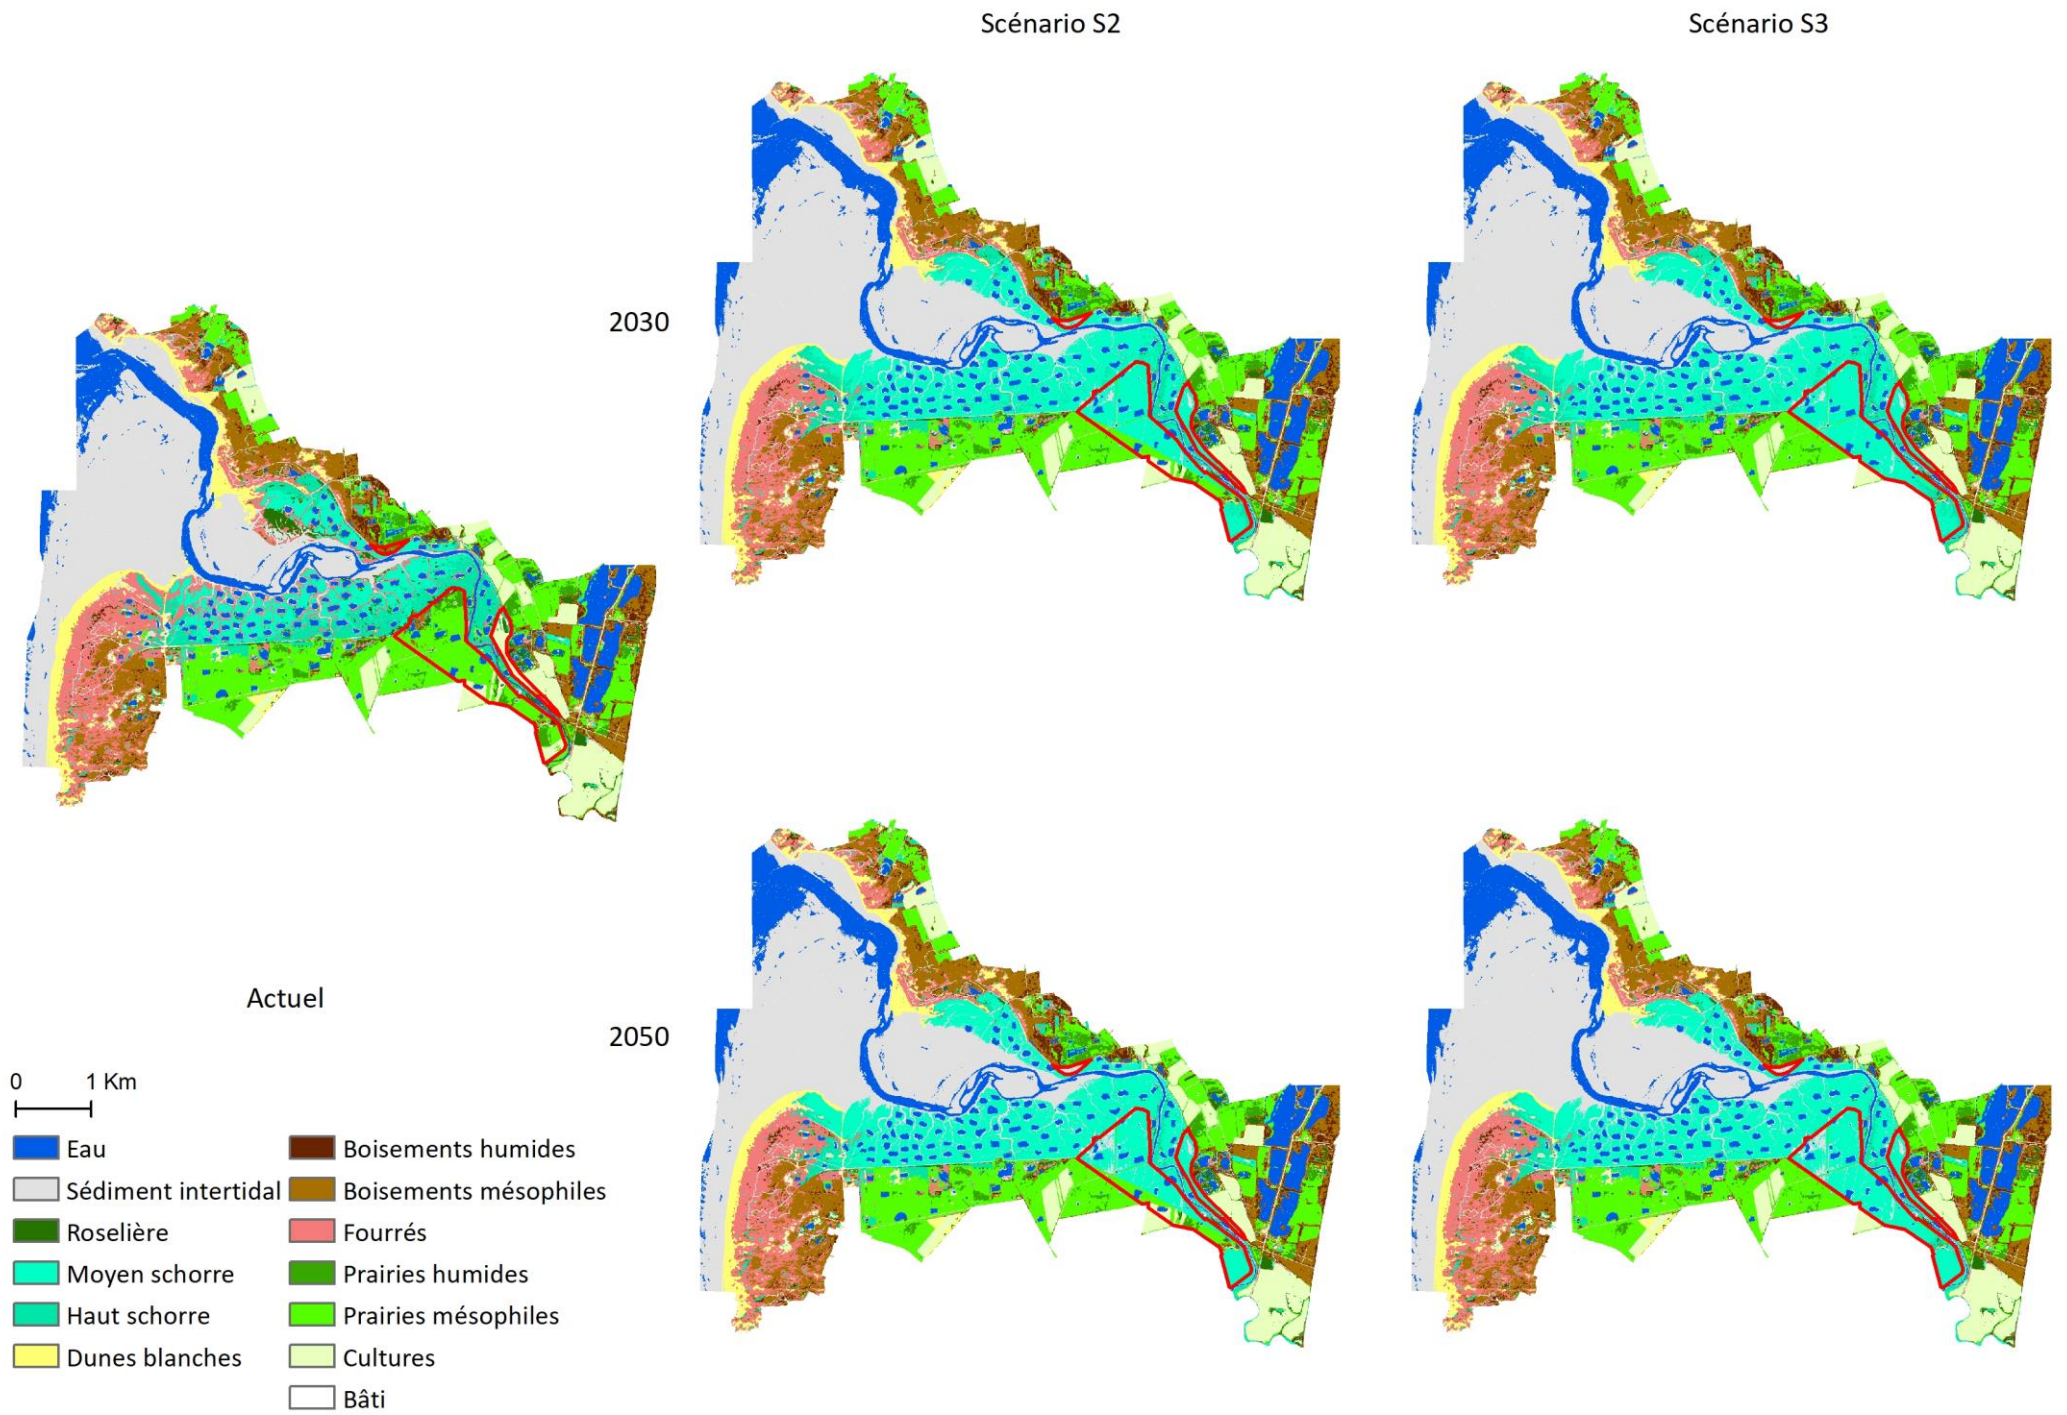 Scénario S2
Scénario S3
2030
Actuel
2050
0 1 Km
Eau
Sédiment intertidal
Roselière
Moyen schorre
Haut schorre
Dunes blanches
Boisements humides
Boisements mésophiles
Fourrés
Prairies humides
Prairies mésophiles
Cultures
Bâti